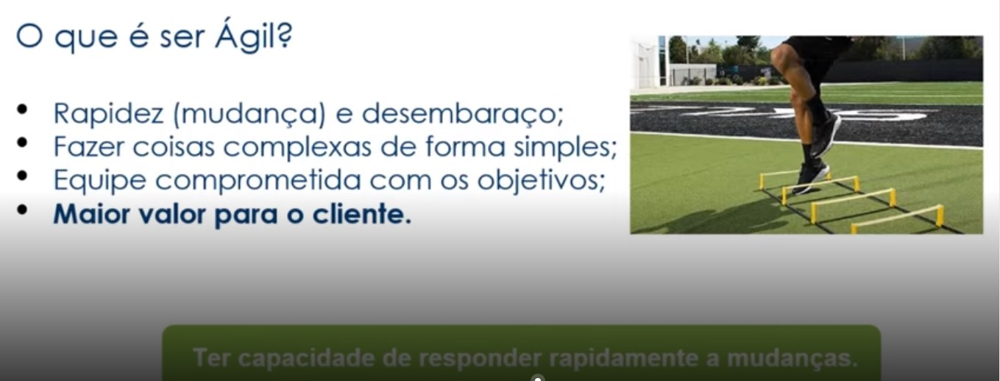 O que é ser Ágil?
• Rapidez (mudança) e desembaraço;
• Fazer coisas complexas de forma simples;
• Equipe comprometida com os objetivos;
• Maior valor para o cliente.
Ter capacidade de responder rapidamente a mudanças.